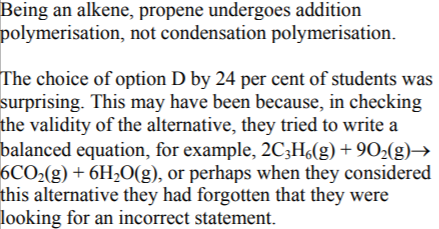 Being an alkene, propene undergoes addition
polymerisation, not condensation polymerisation.
The choice of option D by 24 per cent of students was
surprising. This may have been because, in checking
the validity of the alternative, they tried to write a
balanced equation, for example, 2C₃H₆(g) + 9O₂(g)→
6CO₂(g) + 6H₂O(g), or perhaps when they considered
this alternative they had forgotten that they were
looking for an incorrect statement.